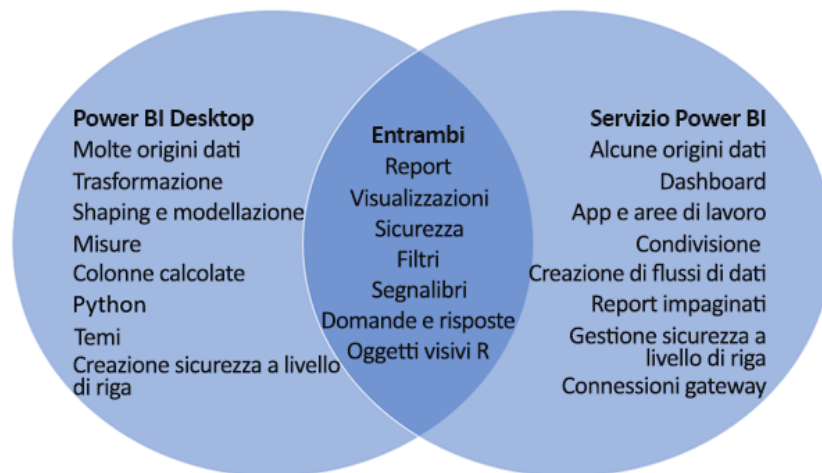 Power BI Desktop
Molte origini dati
Trasformazione
Shaping e modellazione
Misure
Colonne calcolate
Python
Temi
Creazione sicurezza a livello
di riga
Entrambi
Report
Visualizzazioni
Sicurezza
Filtri
Segnalibri
Domande e risposte
Oggetti visivi R
Servizio Power BI
Alcune origini dati
Dashboard
App e aree di lavoro
Condivisione
Creazione di flussi di dati
Report impaginati
Gestione sicurezza a
livello di riga
Connessioni gateway